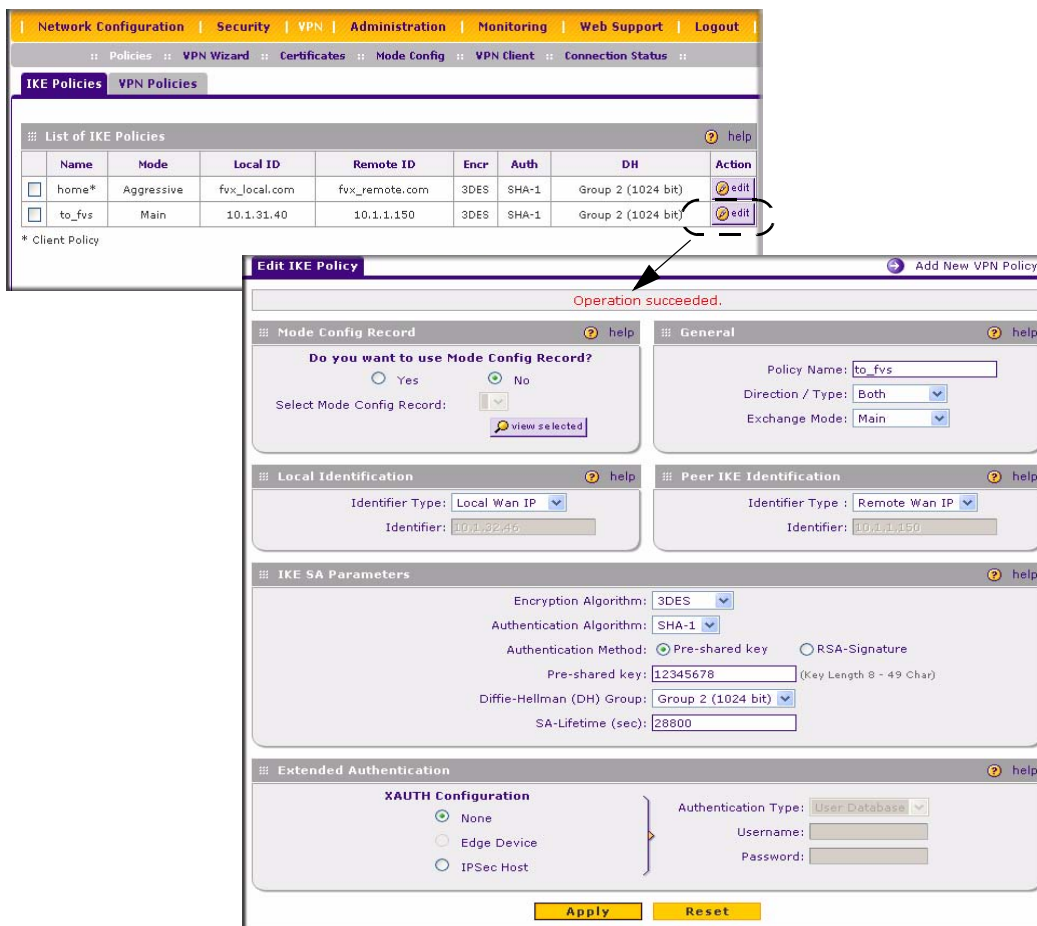 Network Configuration | Security | VPN | Administration | Monitoring | Web Support | Logout
:: Policies :: VPN Wizard :: Certificates :: Mode Config :: VPN Client :: Connection Status ::
IKE Policies VPN Policies
List of IKE Policies help
Name Mode Local ID Remote ID Encr Auth DH Action
home* Aggressive fvx_local.com fvx_remote.com 3DES SHA-1 Group 2 (1024 bit) edit
to_fvs Main 10.1.31.40 10.1.1.150 3DES SHA-1 Group 2 (1024 bit) edit
* Client Policy
Edit IKE Policy Add New VPN Policy
Operation succeeded.
Mode Config Record help
Do you want to use Mode Config Record?
Yes No
Select Mode Config Record:
view selected
General help
Policy Name: to_fvs
Direction / Type: Both
Exchange Mode: Main
Local Identification help
Identifier Type: Local Wan IP
Identifier: 10.1.32.46
Peer IKE Identification help
Identifier Type : Remote Wan IP
Identifier: 10.1.1.150
IKE SA Parameters help
Encryption Algorithm: 3DES
Authentication Algorithm: SHA-1
Authentication Method: Pre-shared key RSA-Signature
Pre-shared key: 12345678 (Key Length 8 - 49 Char)
Diffie-Hellman (DH) Group: Group 2 (1024 bit)
SA-Lifetime (sec): 28800
Extended Authentication help
XAUTH Configuration
None
Edge Device
IPSec Host
Authentication Type: User Database
Username:
Password:
Apply Reset